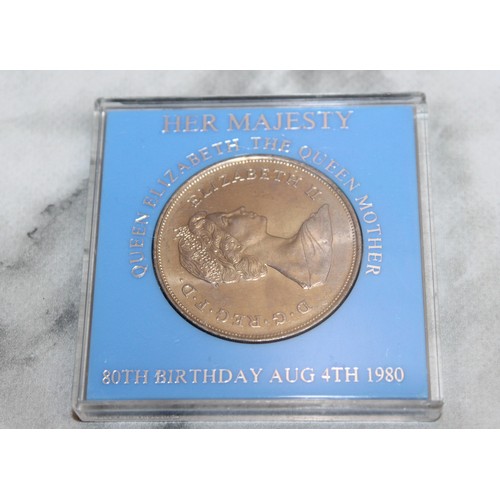 HER MAJESTY
QUEEN ELIZABETH THE QUEEN MOTHER
ELIZABETH II
D·G·REG·F·D·
80TH BIRTHDAY AUG 4TH 1980